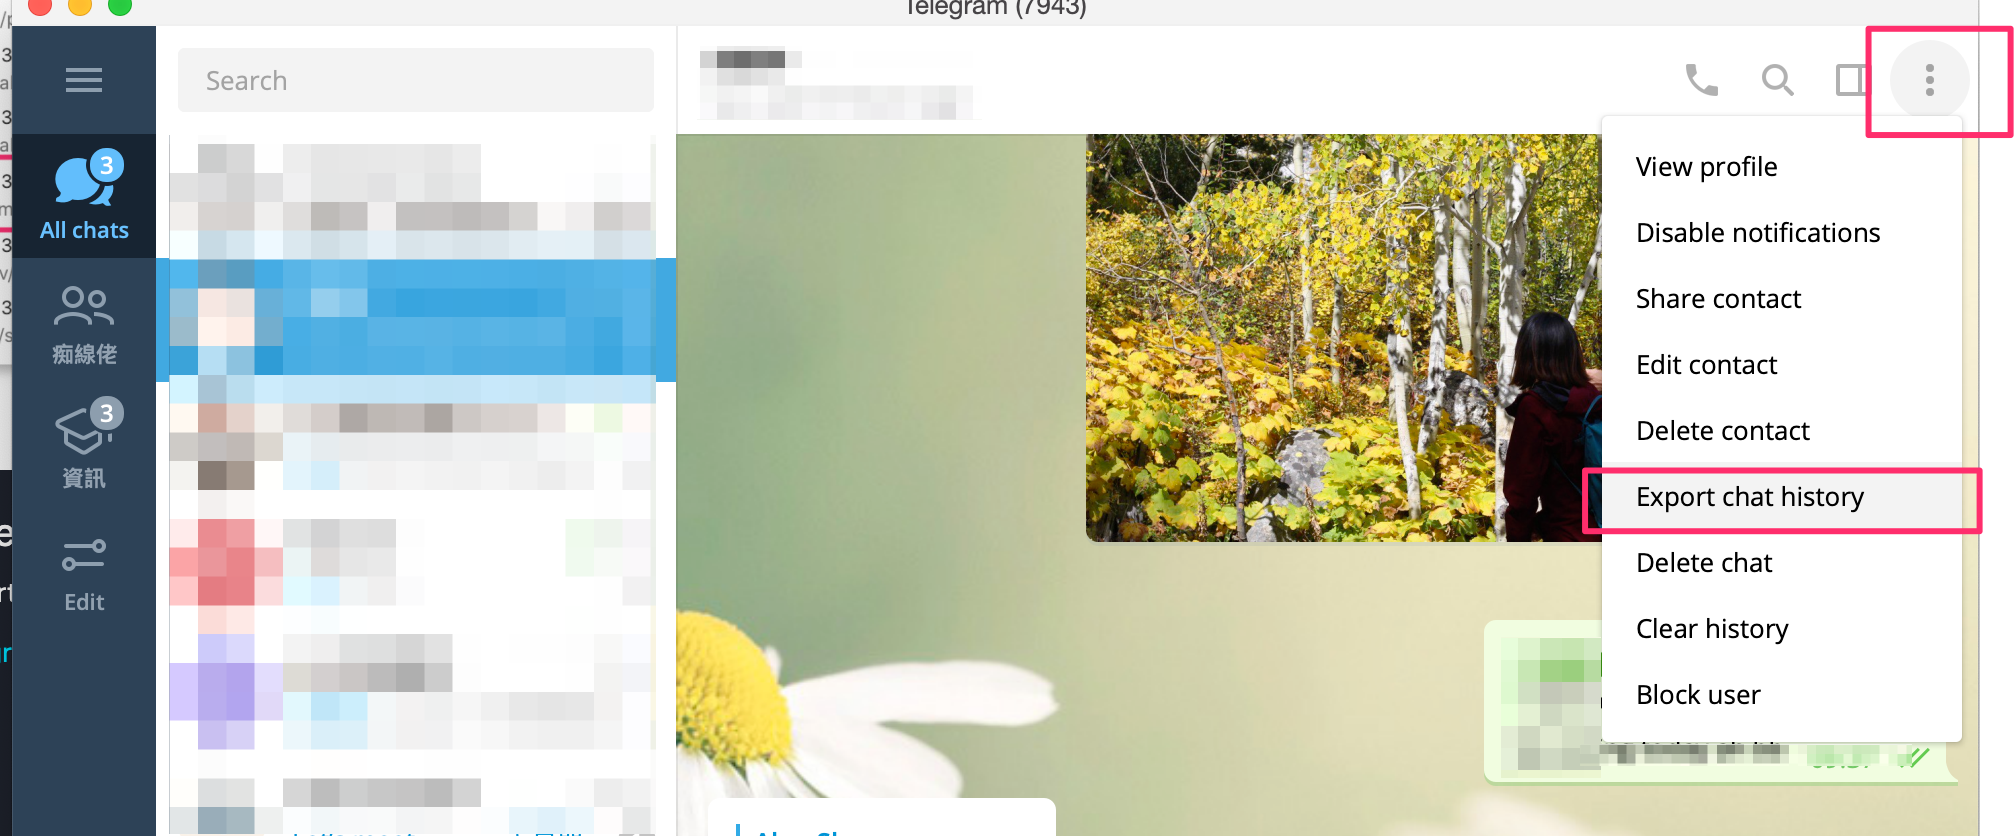 Telegram (7943)
Search
3
All chats
痴線佬
3
資訊
Edit
View profile
Disable notifications
Share contact
Edit contact
Delete contact
Export chat history
Delete chat
Clear history
Block user